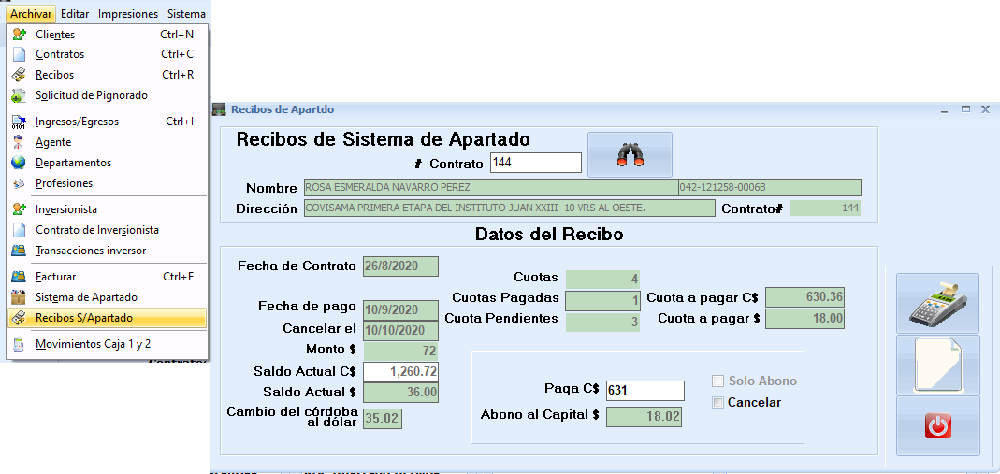 Archivar Editar Impresiones Sistema
Clientes Ctrl+N
Contratos Ctrl+C
Recibos Ctrl+R
Solicitud de Pignorado
Ingresos/Egresos Ctrl+I
Agente
Departamentos
Profesiones
Inversionista
Contrato de Inversionista
Transacciones inversor
Facturar Ctrl+F
Sistema de Apartado
Recibos S/Apartado
Movimientos Caja 1 y 2
Recibos de Apartdo
Recibos de Sistema de Apartado
# Contrato 144
Nombre ROSA ESMERALDA NAVARRO PEREZ 042-121258-0006B
Dirección COVISAMA PRIMERA ETAPA DEL INSTITUTO JUAN XXIII 10 VRS AL OESTE. Contrato# 144
Datos del Recibo
Fecha de Contrato 26/8/2020
Fecha de pago 10/9/2020
Cancelar el 10/10/2020
Monto $ 72
Saldo Actual C$ 1,260.72
Saldo Actual $ 36.00
Cambio del córdoba
al dólar 35.02
Cuotas 4
Cuotas Pagadas 1
Cuota Pendientes 3
Cuota a pagar C$ 630.36
Cuota a pagar $ 18.00
Paga C$ 631
Abono al Capital $ 18.02
Solo Abono
Cancelar